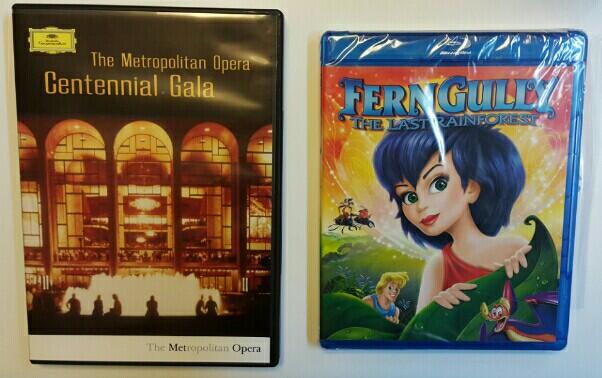 The Metropolitan Opera
Centennial Gala
The Metropolitan Opera
FERNGULLY
THE LAST RAINFOREST